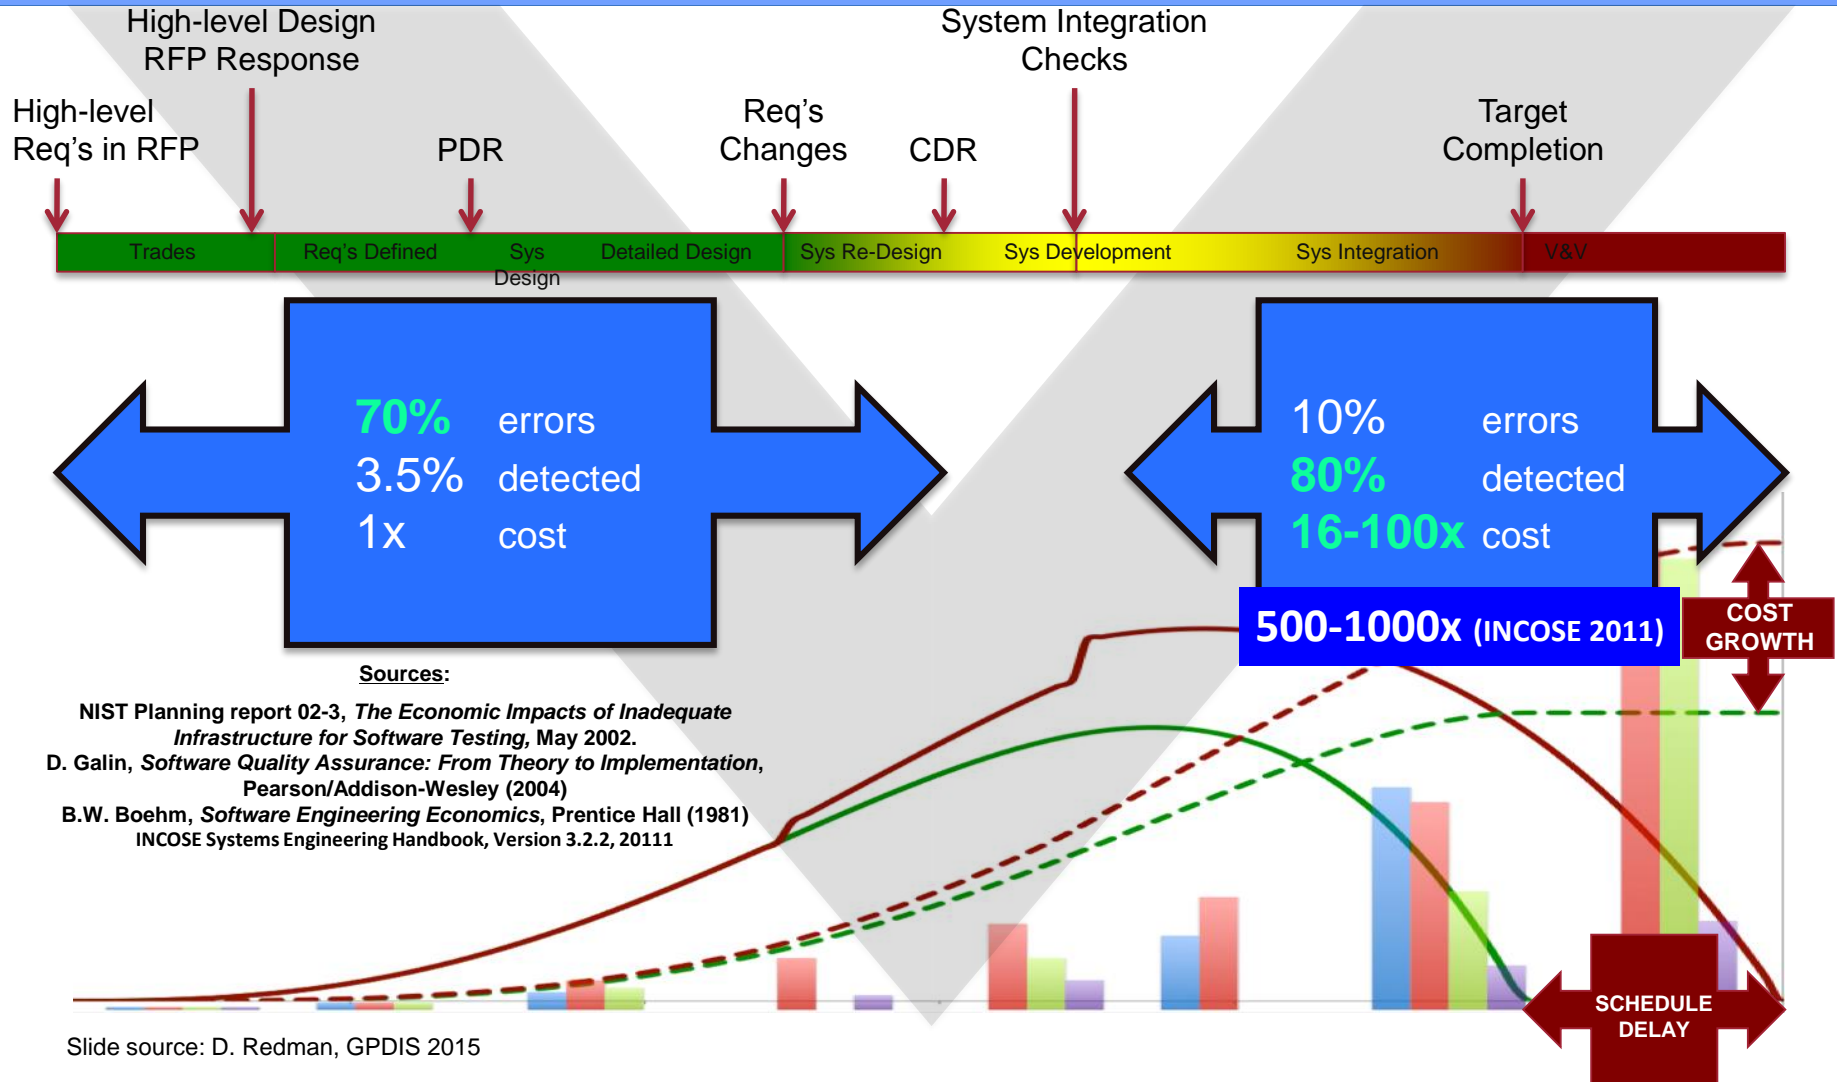 High-level Design
RFP Response
System Integration
Checks
High-level
Req's in RFP
PDR
Req's
Changes
CDR
Target
Completion
Trades
Req's Defined
Sys
Design
Detailed Design
Sys Re-Design
Sys Development
Sys Integration
V&V
70% errors
3.5% detected
1x cost
10% errors
80% detected
16-100x cost
500-1000x (INCOSE 2011)
COST
GROWTH
Sources:
NIST Planning report 02-3, The Economic Impacts of Inadequate
Infrastructure for Software Testing, May 2002.
D. Galin, Software Quality Assurance: From Theory to Implementation,
Pearson/Addison-Wesley (2004)
B.W. Boehm, Software Engineering Economics, Prentice Hall (1981)
INCOSE Systems Engineering Handbook, Version 3.2.2, 20111
SCHEDULE
DELAY
Slide source: D. Redman, GPDIS 2015